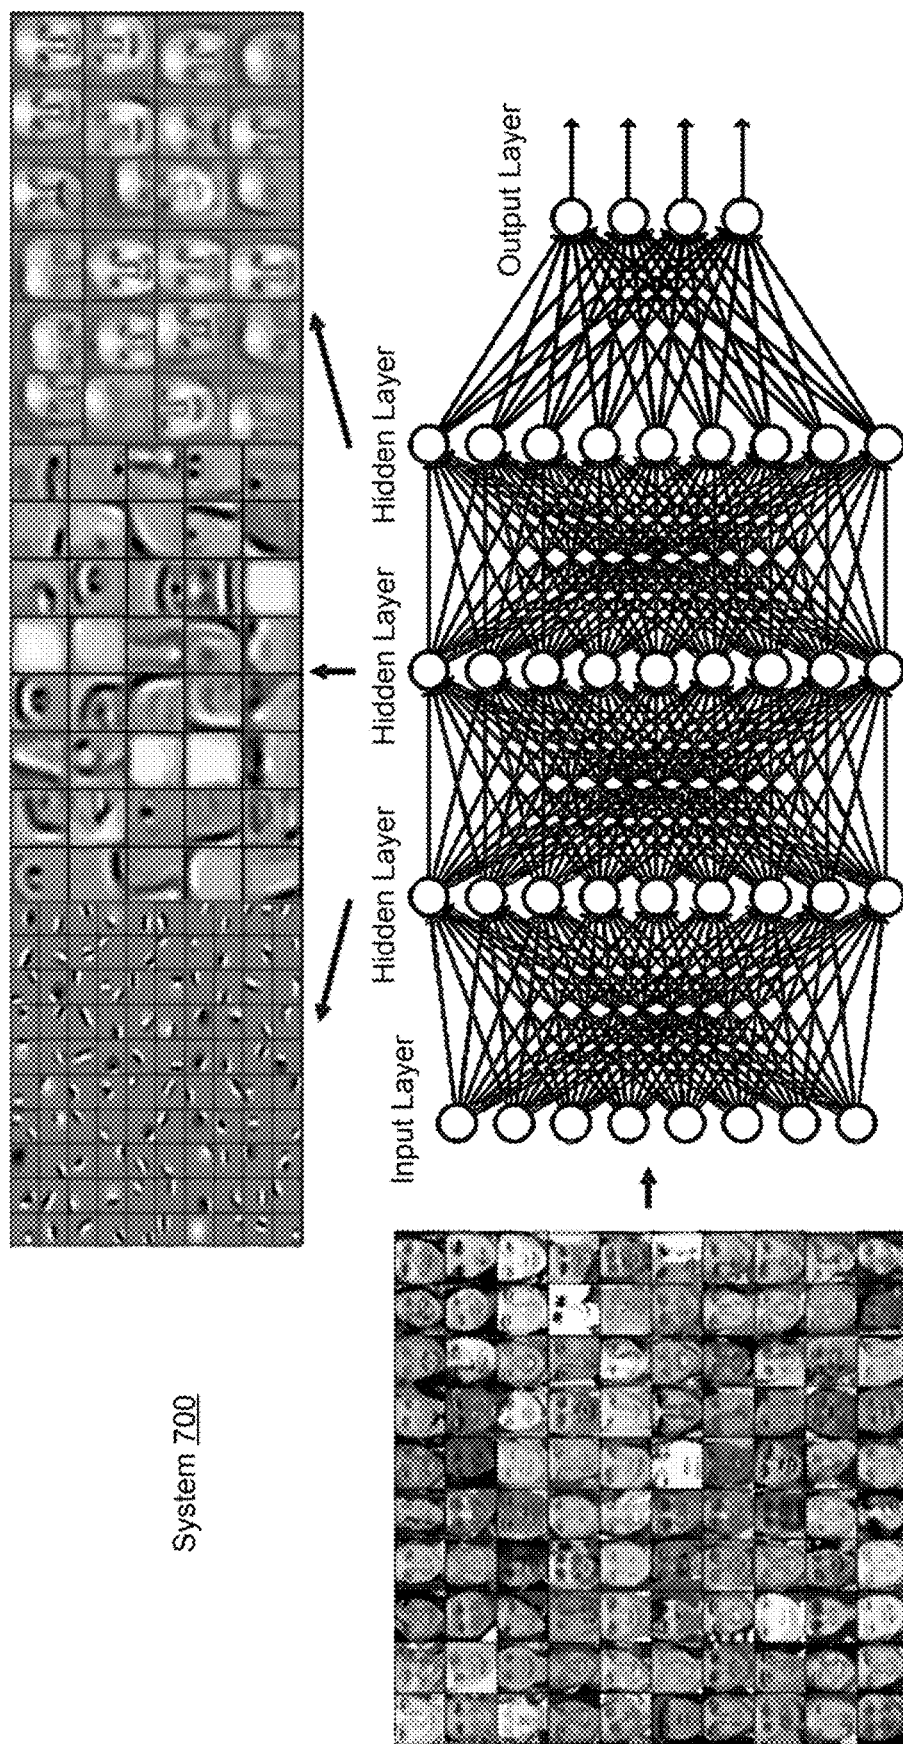 System 700
Input Layer
Hidden Layer
Hidden Layer
Hidden Layer
Output Layer